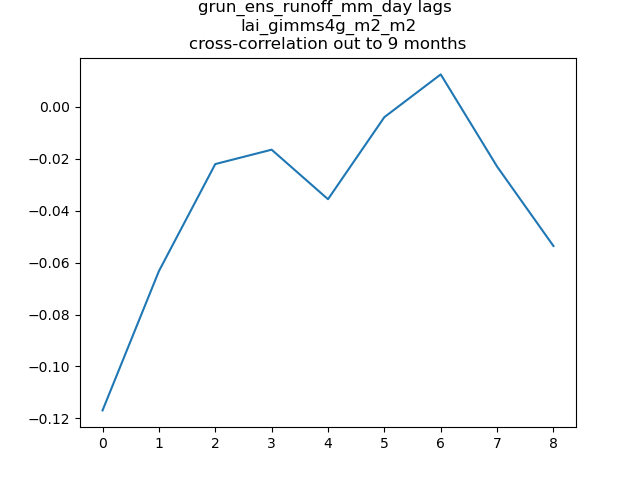 grun_ens_runoff_mm_day lags
lai_gimms4g_m2_m2
cross-correlation out to 9 months
0.00
−0.02
−0.04
−0.06
−0.08
−0.10
−0.12
0 1 2 3 4 5 6 7 8